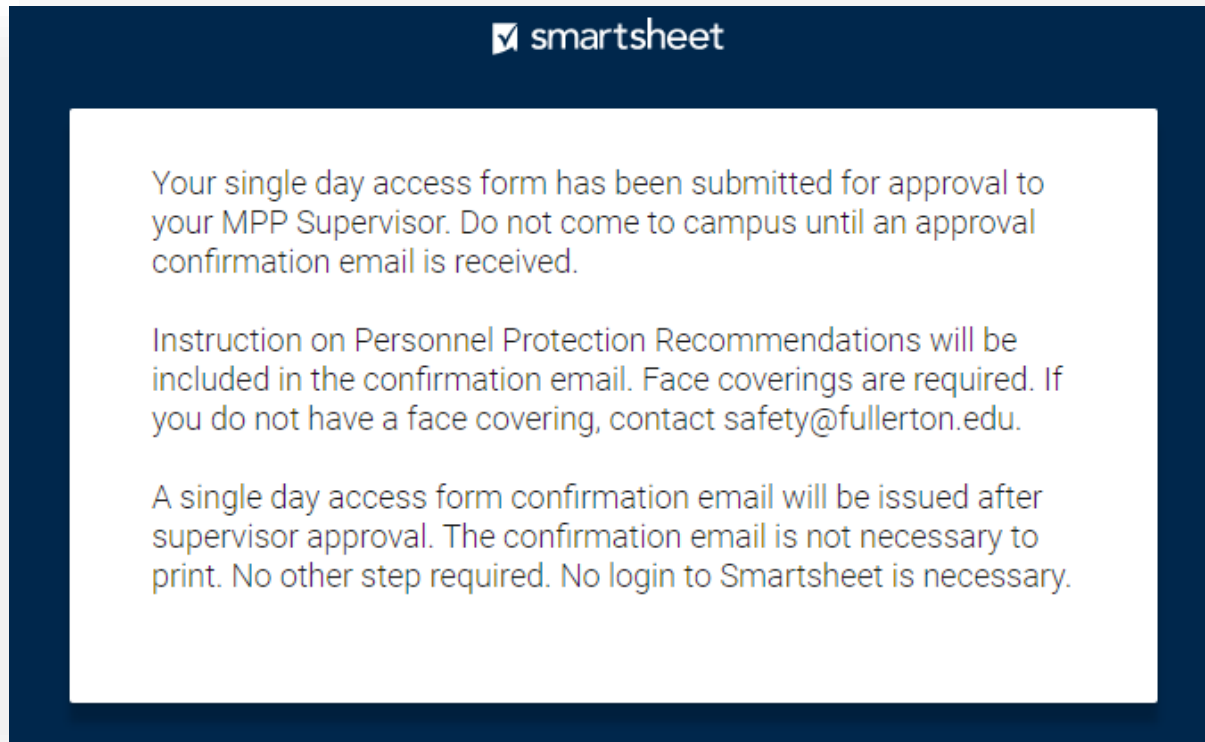 smartsheet
Your single day access form has been submitted for approval to
your MPP Supervisor. Do not come to campus until an approval
confirmation email is received.
Instruction on Personnel Protection Recommendations will be
included in the confirmation email. Face coverings are required. If
you do not have a face covering, contact safety@fullerton.edu.
A single day access form confirmation email will be issued after
supervisor approval. The confirmation email is not necessary to
print. No other step required. No login to Smartsheet is necessary.